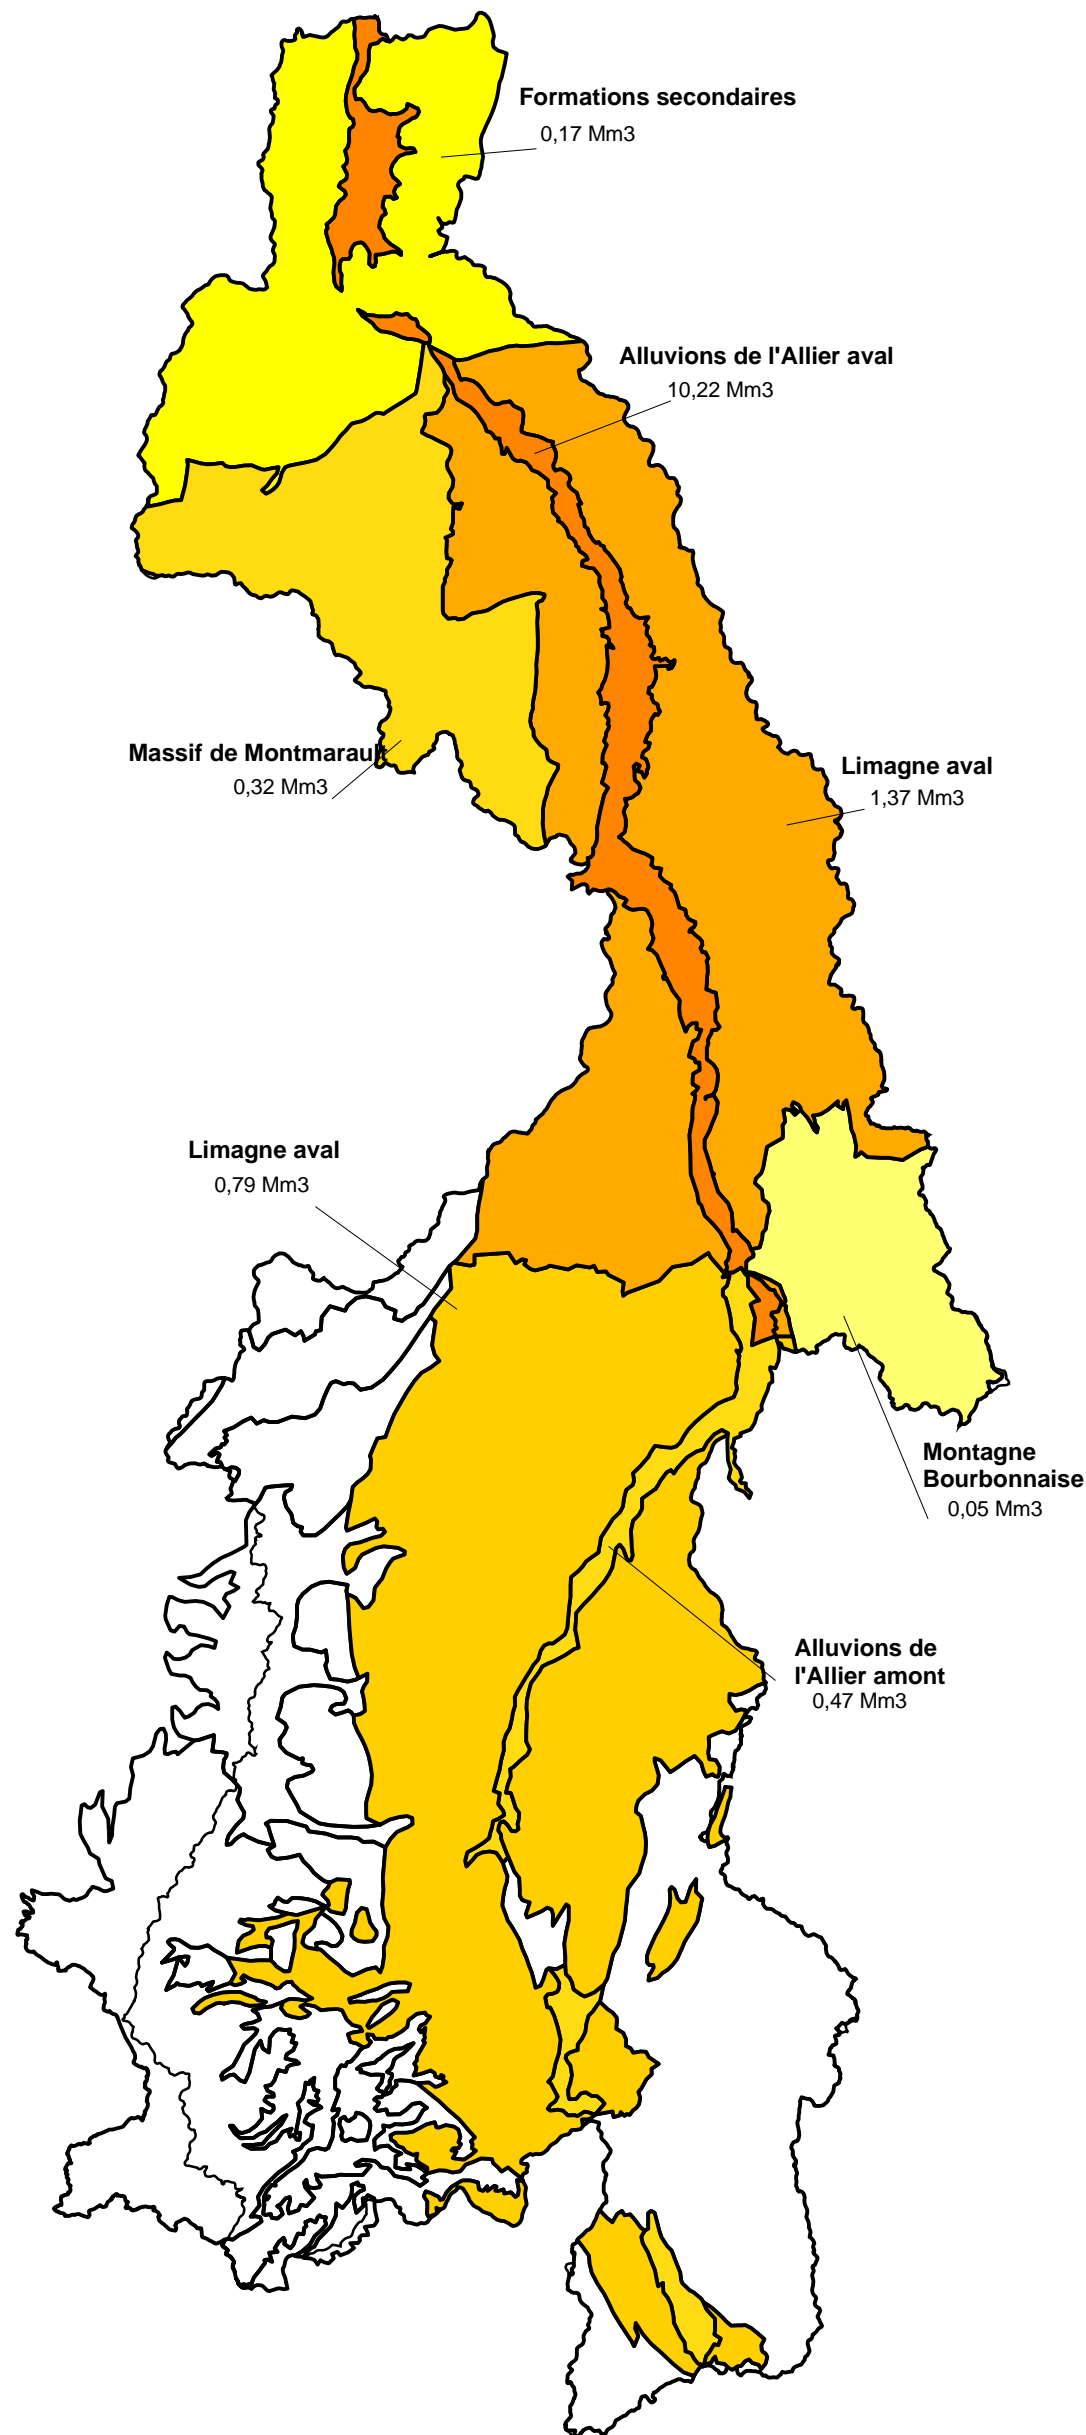 Formations secondaires
0,17 Mm3
Alluvions de l'Allier aval
10,22 Mm3
Massif de Montmarault
0,32 Mm3
Limagne aval
1,37 Mm3
Limagne aval
0,79 Mm3
Montagne
Bourbonnaise
0,05 Mm3
Alluvions de
l'Allier amont
0,47 Mm3